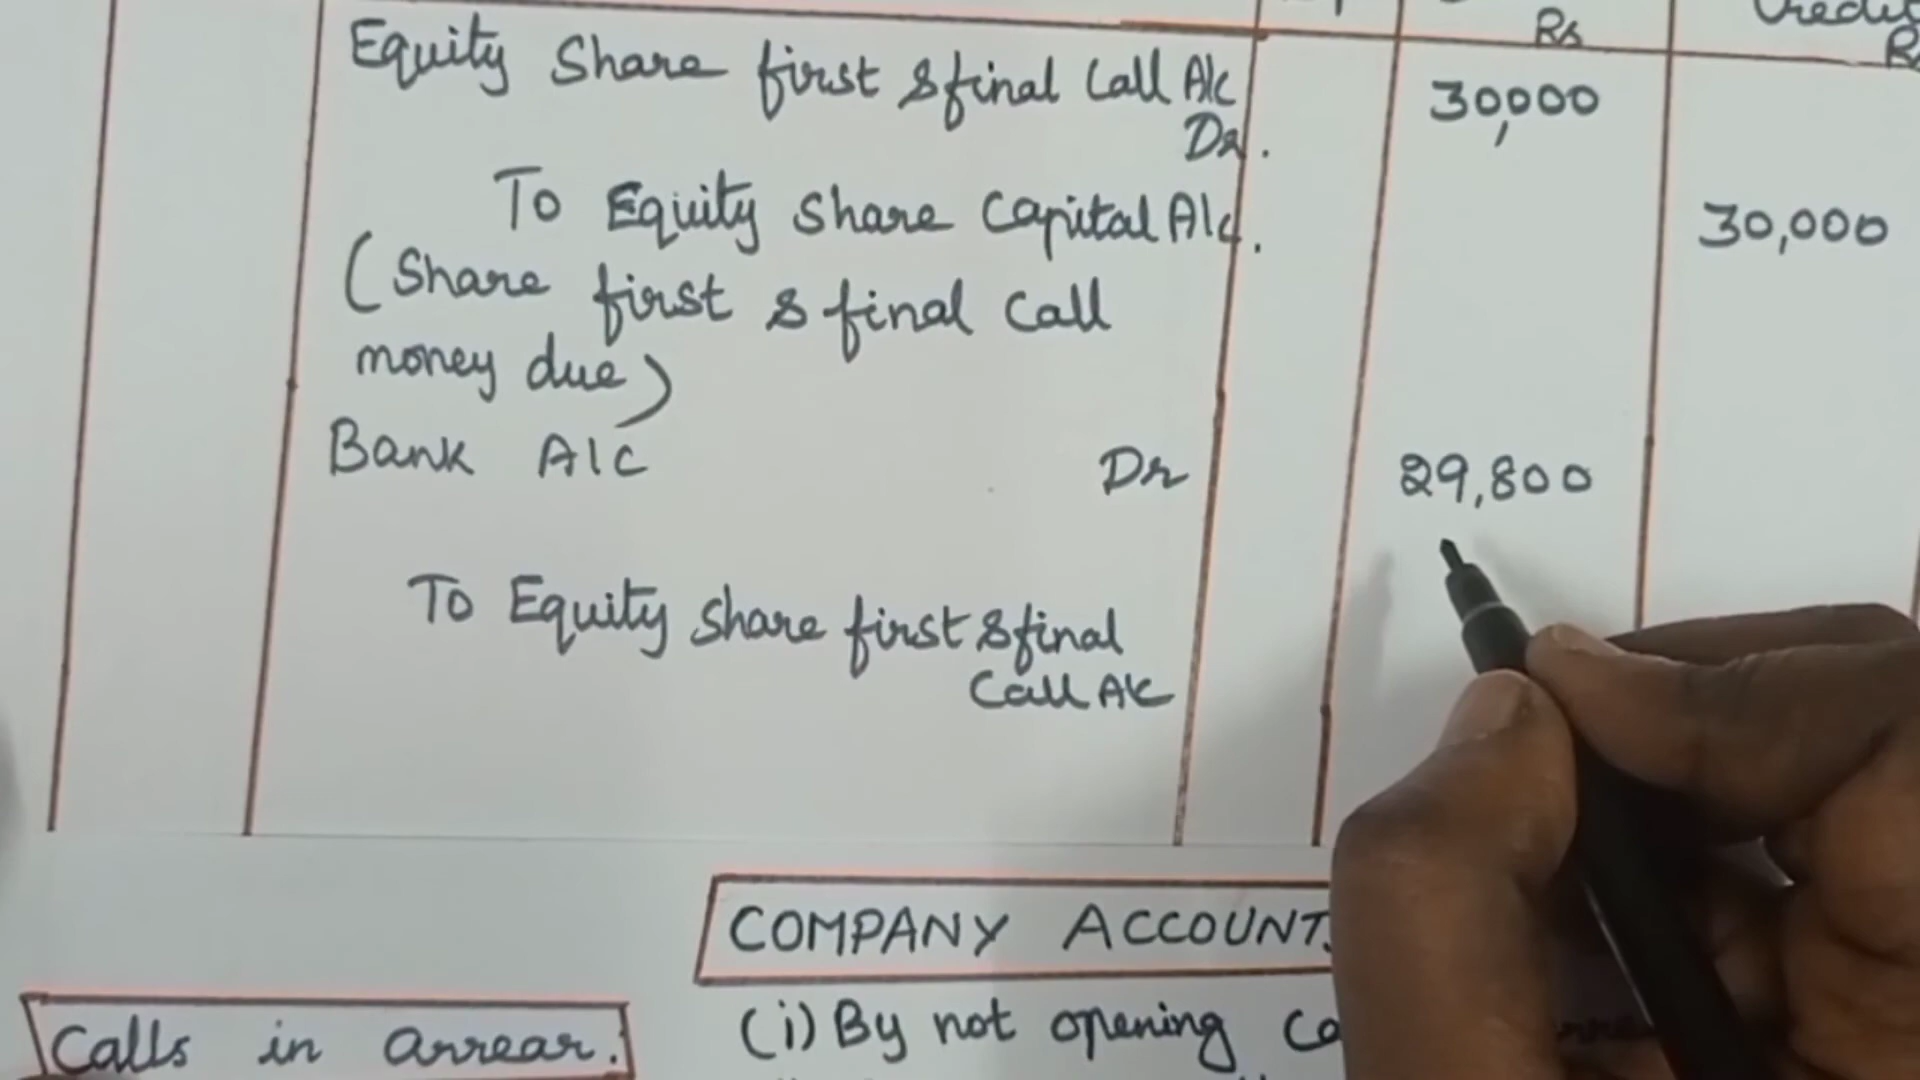 Rs Credit
Rs
Equity Share first & final Call A/c 30,000
Dr.
To Equity Share Capital A/c. 30,000
(Share first & final Call
money due)
Bank A/c Dr 29,800
To Equity Share first & final
Call A/c
COMPANY ACCOUNT
Calls in arrear.
(i) By not opening